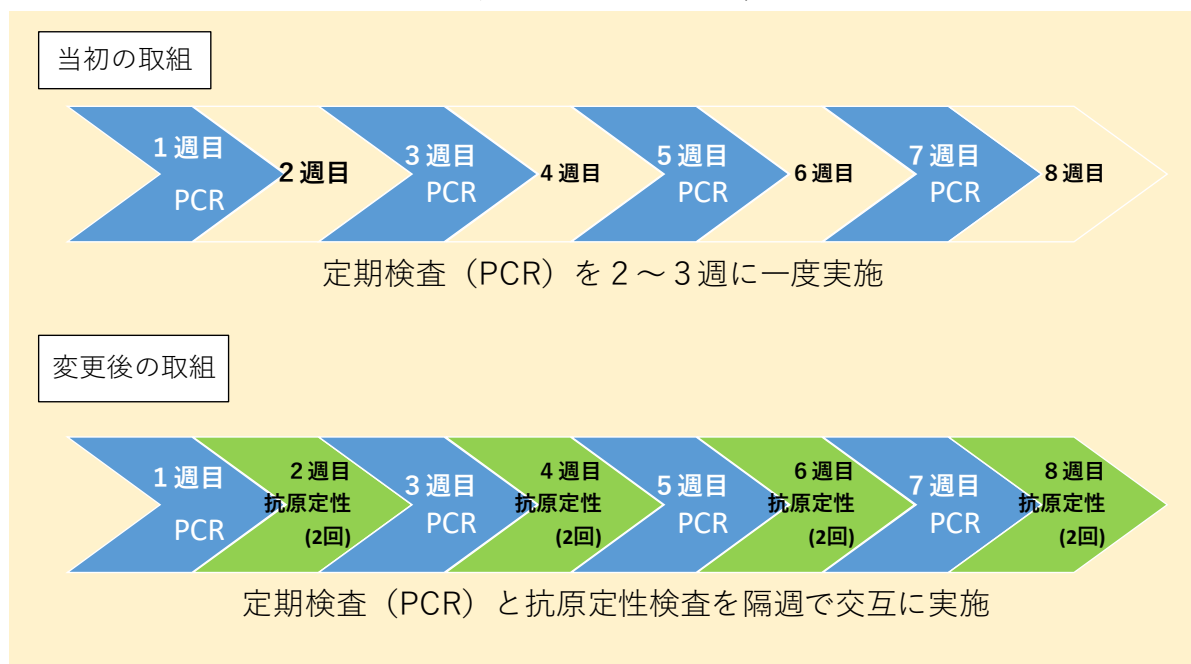 当初の取組
1週目
PCR
2週目
3週目
PCR
4週目
5週目
PCR
6週目
7週目
PCR
8週目
定期検査（PCR）を２～３週に一度実施
変更後の取組
1週目
PCR
2週目
抗原定性
(2回)
3週目
PCR
4週目
抗原定性
(2回)
5週目
PCR
6週目
抗原定性
(2回)
7週目
PCR
8週目
抗原定性
(2回)
定期検査（PCR）と抗原定性検査を隔週で交互に実施